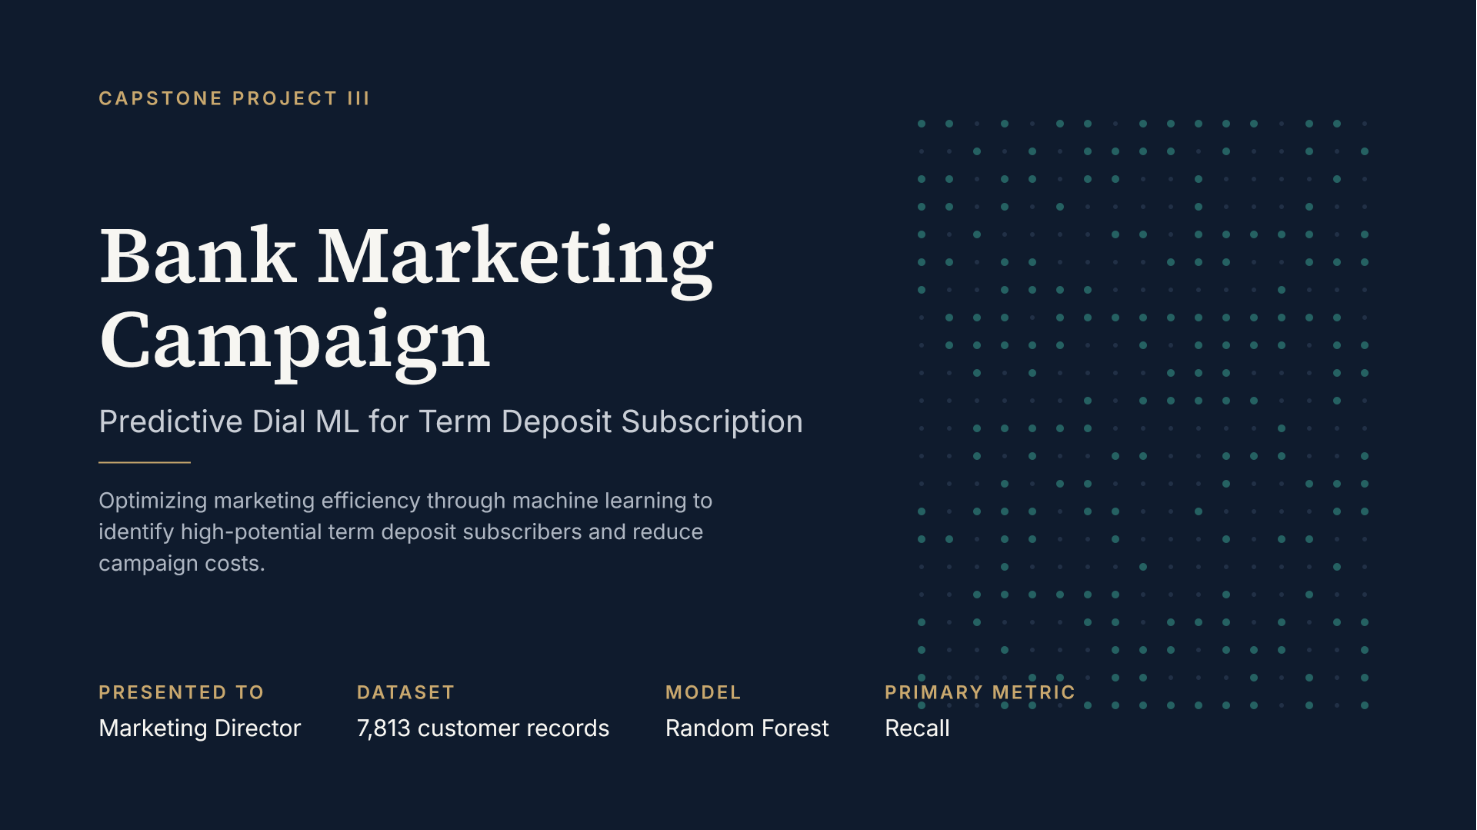 CAPSTONE PROJECT III
Bank Marketing
Campaign
Predictive Dial ML for Term Deposit Subscription
Optimizing marketing efficiency through machine learning to
identify high-potential term deposit subscribers and reduce
campaign costs.
PRESENTED TO
Marketing Director
DATASET
7,813 customer records
MODEL
Random Forest
PRIMARY METRIC
Recall